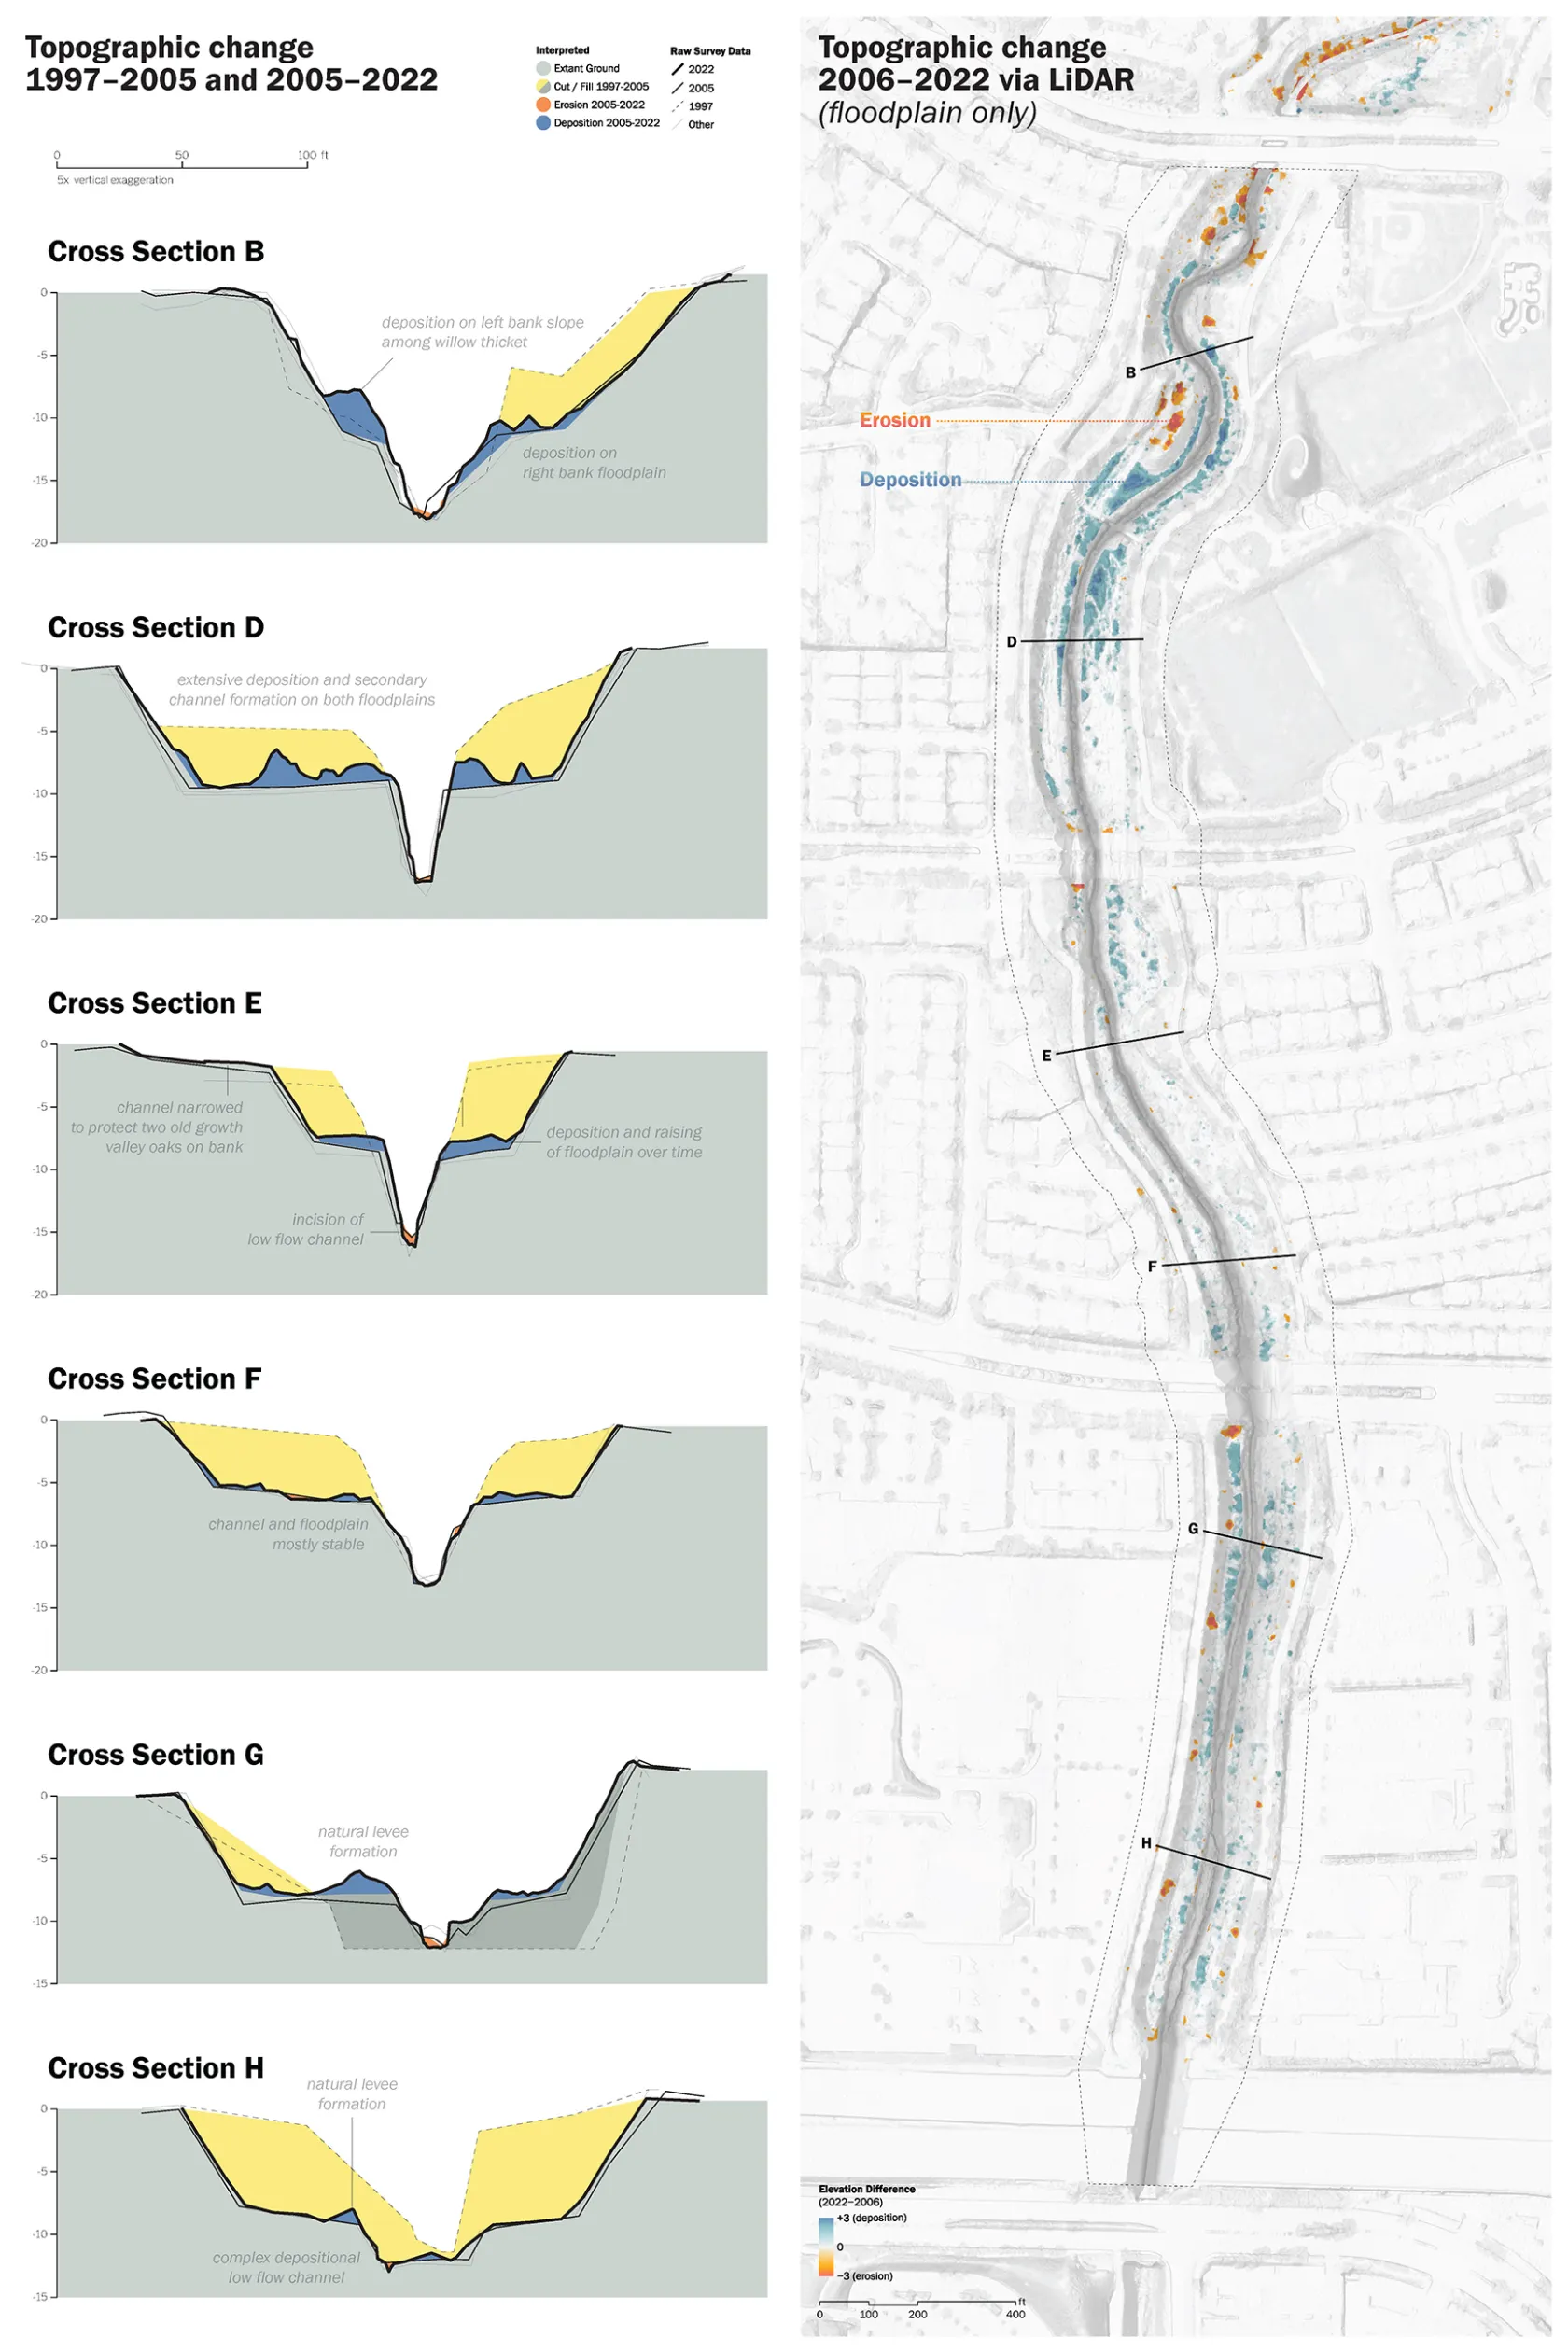 Topographic change
1997–2005 and 2005–2022
Interpreted
Extant Ground
Cut / Fill 1997-2005
Erosion 2005-2022
Deposition 2005-2022
Raw Survey Data
2022
2005
1997
Other
0 50 100 ft
5x vertical exaggeration
Cross Section B
0
-5
-10
-15
-20
deposition on left bank slope
among willow thicket
deposition on
right bank floodplain
Cross Section D
0
-5
-10
-15
-20
extensive deposition and secondary
channel formation on both floodplains
Cross Section E
0
-5
-10
-15
-20
channel narrowed
to protect two old growth
valley oaks on bank
deposition and raising
of floodplain over time
incision of
low flow channel
Cross Section F
0
-5
-10
-15
-20
channel and floodplain
mostly stable
Cross Section G
0
-5
-10
-15
natural levee
formation
Cross Section H
0
-5
-10
-15
natural levee
formation
complex depositional
low flow channel
Topographic change
2006–2022 via LiDAR
(floodplain only)
B
Erosion
Deposition
D
E
F
G
H
Elevation Difference
(2022–2006)
+3 (deposition)
0
−3 (erosion)
ft
0 100 200 400